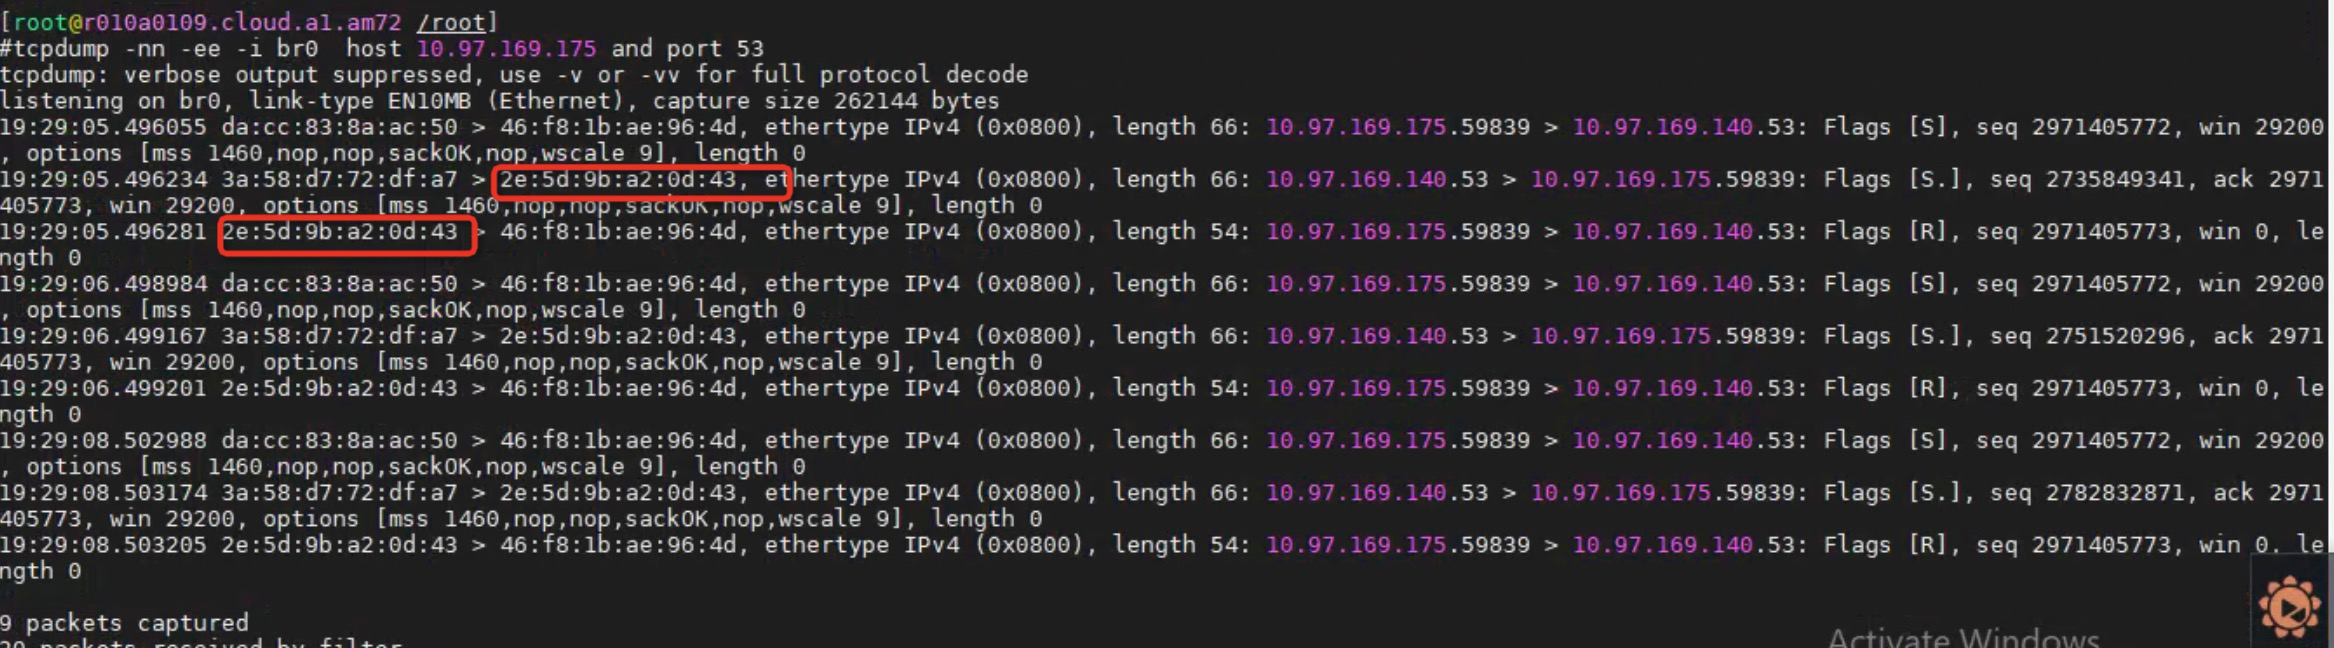 [root@r010a0109.cloud.a1.am72 /root]
#tcpdump -nn -ee -i br0  host 10.97.169.175 and port 53
tcpdump: verbose output suppressed, use -v or -vv for full protocol decode
listening on br0, link-type EN10MB (Ethernet), capture size 262144 bytes
19:29:05.496055 da:cc:83:8a:ac:50 > 46:f8:1b:ae:96:4d, ethertype IPv4 (0x0800), length 66: 10.97.169.175.59839 > 10.97.169.140.53: Flags [S], seq 2971405772, win 29200
, options [mss 1460,nop,nop,sackOK,nop,wscale 9], length 0
19:29:05.496234 3a:58:d7:72:df:a7 > 2e:5d:9b:a2:0d:43, ethertype IPv4 (0x0800), length 66: 10.97.169.140.53 > 10.97.169.175.59839: Flags [S.], seq 2735849341, ack 2971
405773, win 29200, options [mss 1460,nop,nop,sackOK,nop,wscale 9], length 0
19:29:05.496281 2e:5d:9b:a2:0d:43 > 46:f8:1b:ae:96:4d, ethertype IPv4 (0x0800), length 54: 10.97.169.175.59839 > 10.97.169.140.53: Flags [R], seq 2971405773, win 0, le
ngth 0
19:29:06.498984 da:cc:83:8a:ac:50 > 46:f8:1b:ae:96:4d, ethertype IPv4 (0x0800), length 66: 10.97.169.175.59839 > 10.97.169.140.53: Flags [S], seq 2971405772, win 29200
, options [mss 1460,nop,nop,sackOK,nop,wscale 9], length 0
19:29:06.499167 3a:58:d7:72:df:a7 > 2e:5d:9b:a2:0d:43, ethertype IPv4 (0x0800), length 66: 10.97.169.140.53 > 10.97.169.175.59839: Flags [S.], seq 2751520296, ack 2971
405773, win 29200, options [mss 1460,nop,nop,sackOK,nop,wscale 9], length 0
19:29:06.499201 2e:5d:9b:a2:0d:43 > 46:f8:1b:ae:96:4d, ethertype IPv4 (0x0800), length 54: 10.97.169.175.59839 > 10.97.169.140.53: Flags [R], seq 2971405773, win 0, le
ngth 0
19:29:08.502988 da:cc:83:8a:ac:50 > 46:f8:1b:ae:96:4d, ethertype IPv4 (0x0800), length 66: 10.97.169.175.59839 > 10.97.169.140.53: Flags [S], seq 2971405772, win 29200
, options [mss 1460,nop,nop,sackOK,nop,wscale 9], length 0
19:29:08.503174 3a:58:d7:72:df:a7 > 2e:5d:9b:a2:0d:43, ethertype IPv4 (0x0800), length 66: 10.97.169.140.53 > 10.97.169.175.59839: Flags [S.], seq 2782832871, ack 2971
405773, win 29200, options [mss 1460,nop,nop,sackOK,nop,wscale 9], length 0
19:29:08.503205 2e:5d:9b:a2:0d:43 > 46:f8:1b:ae:96:4d, ethertype IPv4 (0x0800), length 54: 10.97.169.175.59839 > 10.97.169.140.53: Flags [R], seq 2971405773, win 0, le
ngth 0
9 packets captured
packets received by filter
Activate Windows